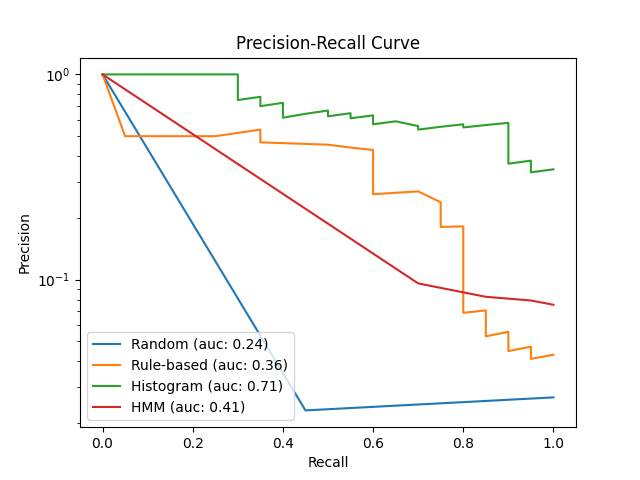 Precision-Recall Curve
Precision
10⁰
10⁻¹
Random (auc: 0.24)
Rule-based (auc: 0.36)
Histogram (auc: 0.71)
HMM (auc: 0.41)
0.0 0.2 0.4 0.6 0.8 1.0
Recall